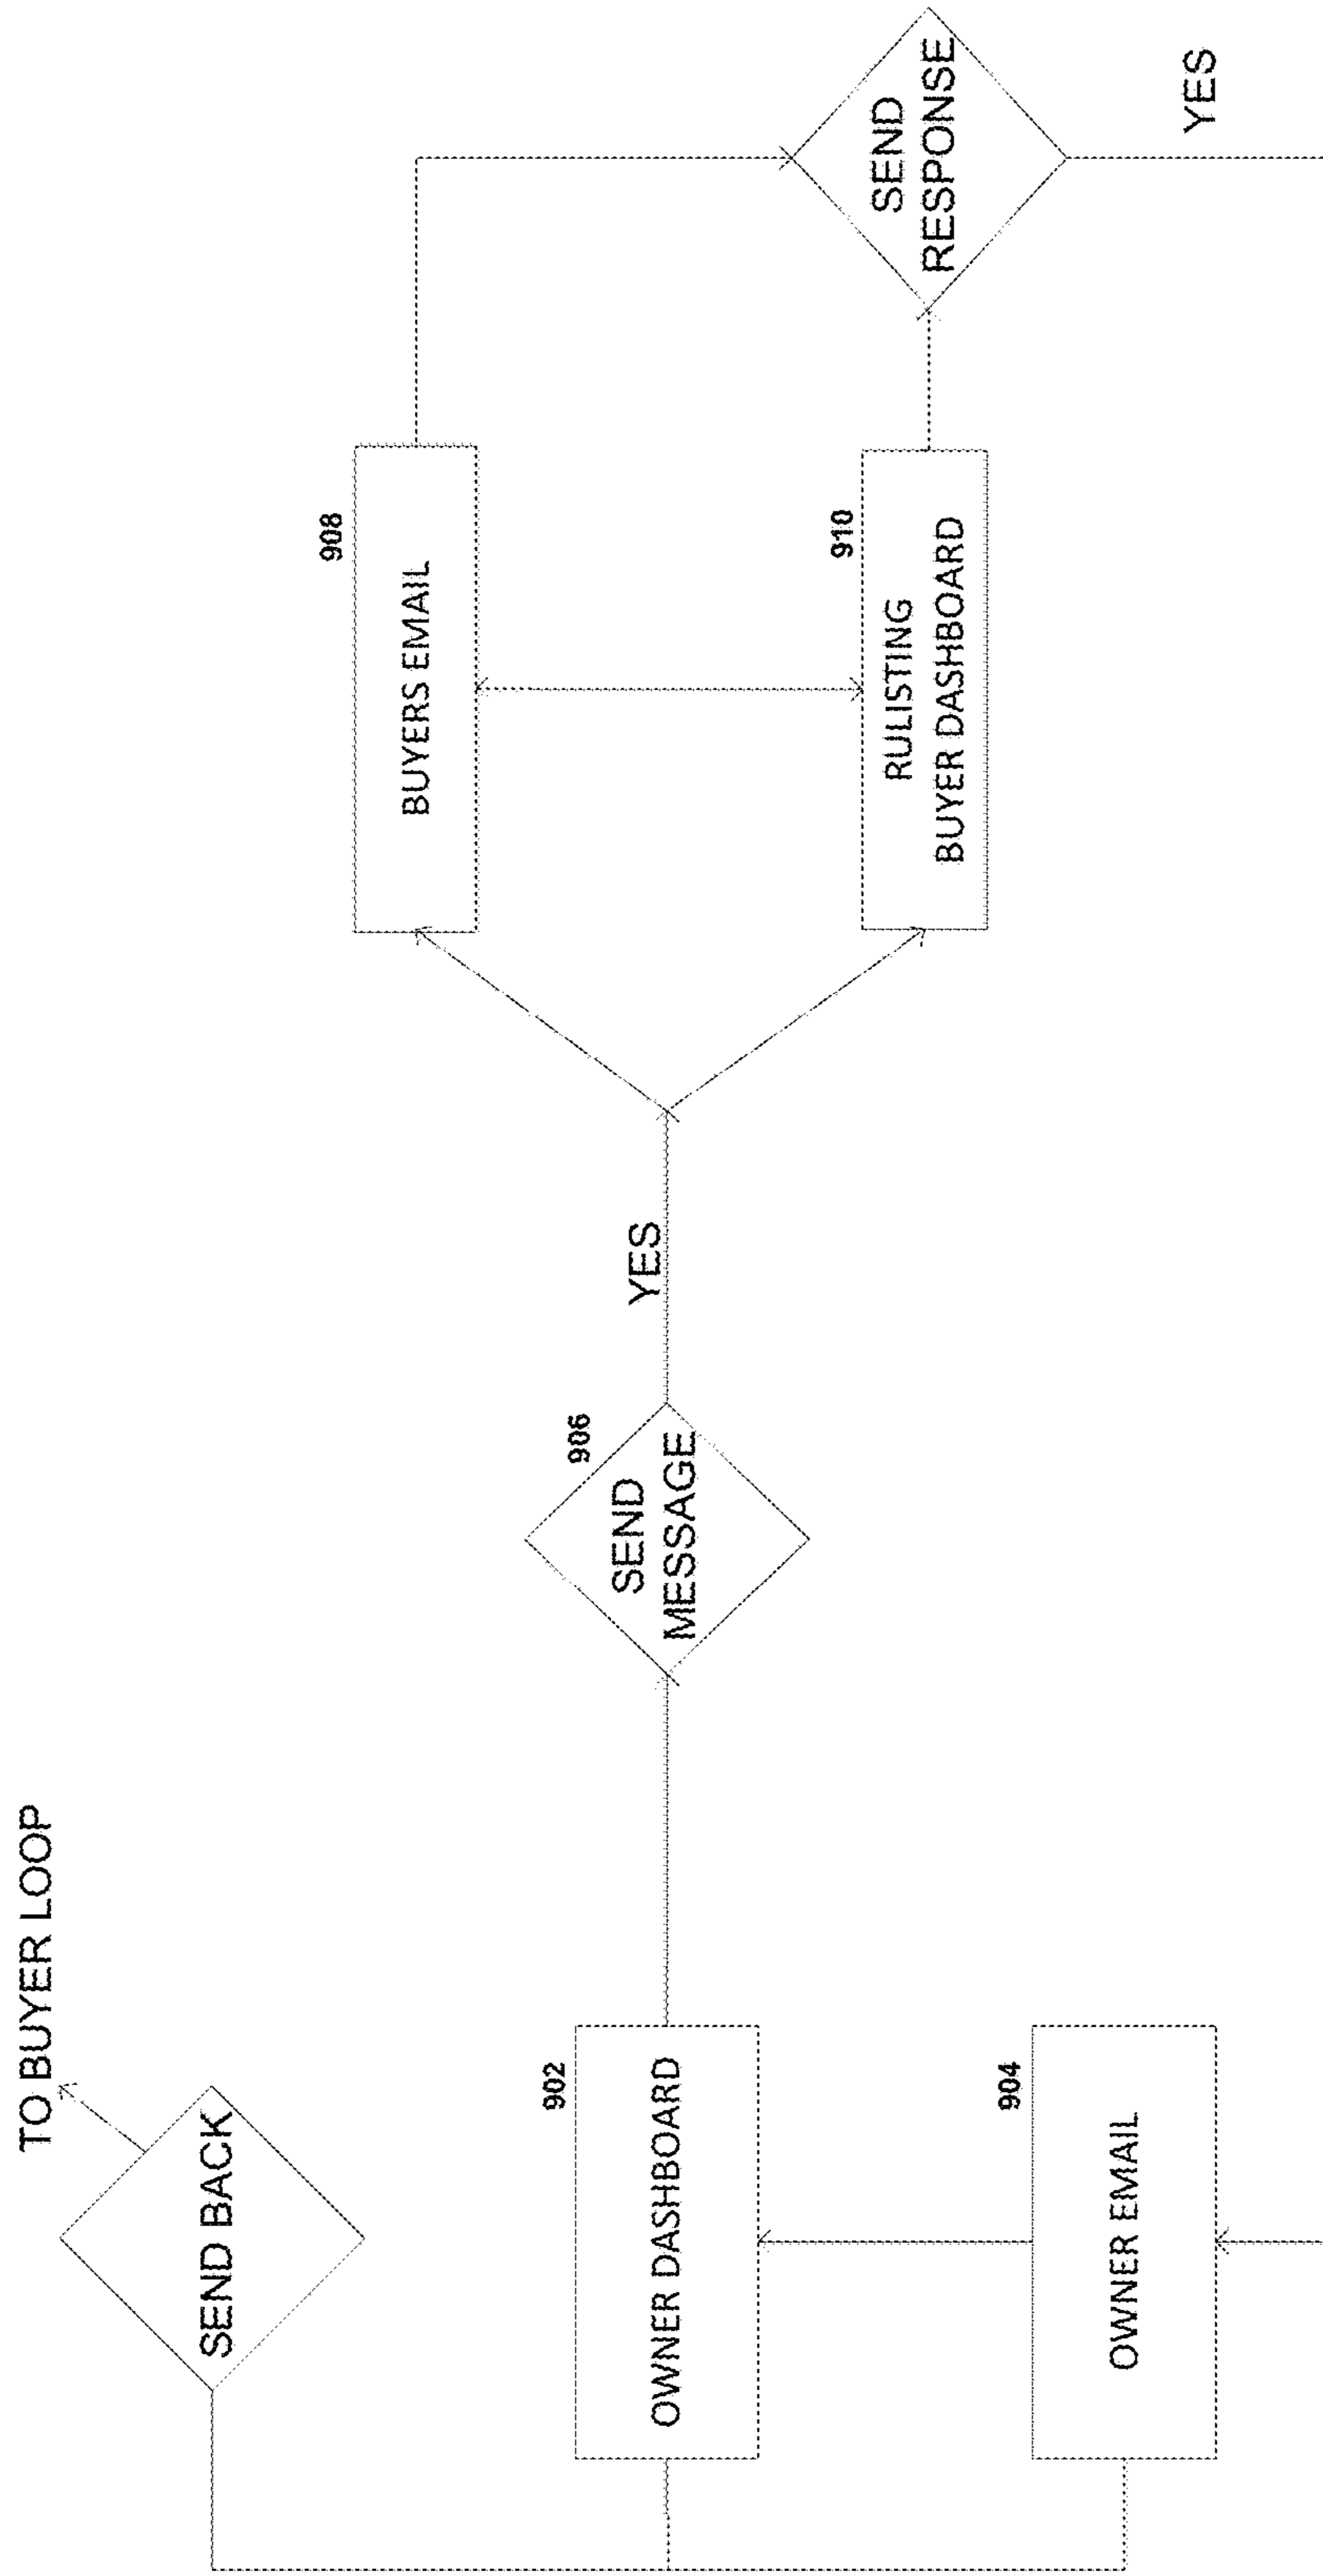 TO BUYER LOOP
SEND BACK
902
OWNER DASHBOARD
904
OWNER EMAIL
906
SEND
MESSAGE
YES
908
BUYERS EMAIL
910
RULISTING
BUYER DASHBOARD
SEND
RESPONSE
YES